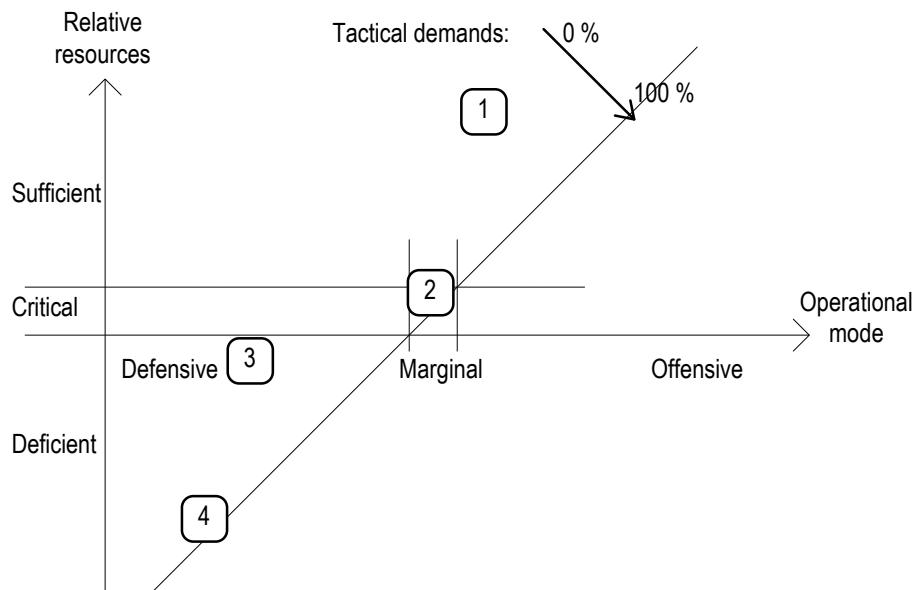 Relative
resources
Tactical demands:
0 %
100 %
1
Sufficient
2
Critical
Operational
mode
3
Defensive
Marginal
Offensive
Deficient
4